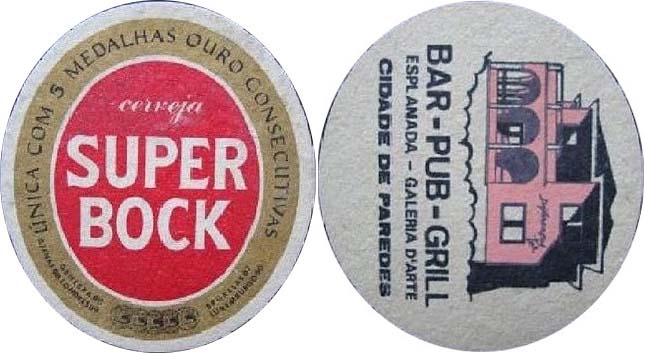 ÚNICA COM 5 MEDALHAS OURO CONSECUTIVAS
cerveja
SUPER
BOCK
BAR-PUB-GRILL
ESPLANADA - GALERIA D'ARTE
CIDADE DE PAREDES